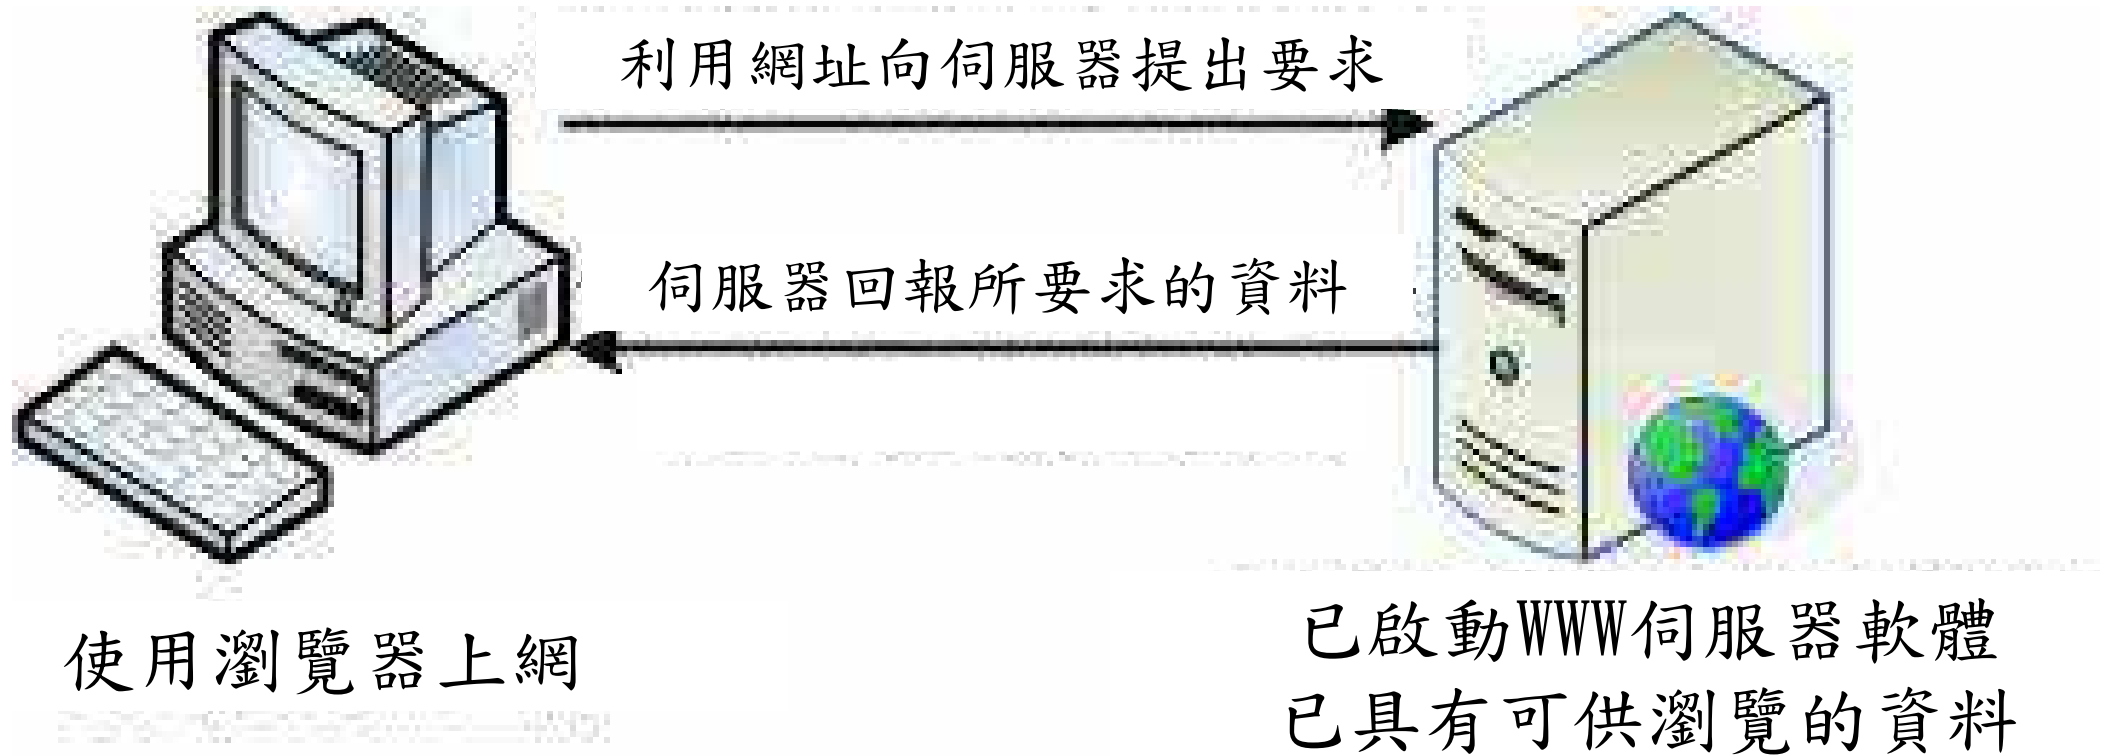 利用網址向伺服器提出要求
伺服器回報所要求的資料
使用瀏覽器上網
已啟動WWW伺服器軟體
已具有可供瀏覽的資料